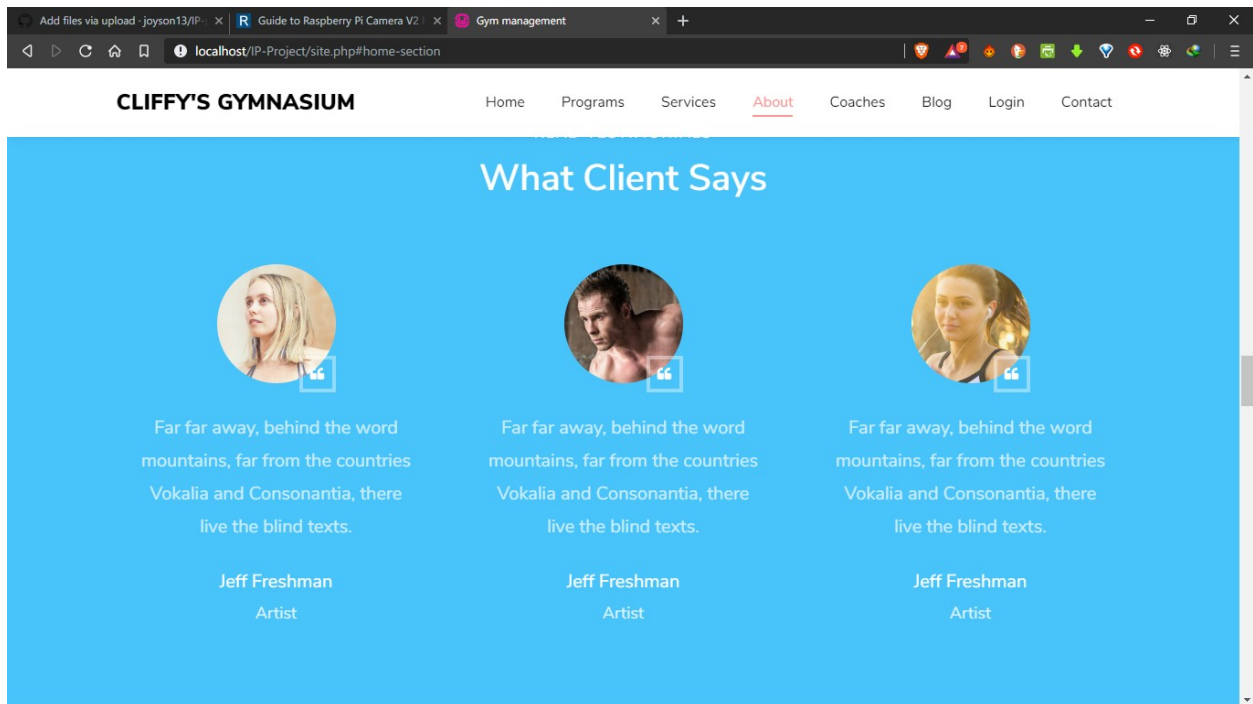 Add files via upload · joyson13/IP-
Guide to Raspberry Pi Camera V2
Gym management
localhost/IP-Project/site.php#home-section
CLIFFY'S GYMNASIUM
Home Programs Services About Coaches Blog Login Contact
What Client Says
Far far away, behind the word
mountains, far from the countries
Vokalia and Consonantia, there
live the blind texts.
Jeff Freshman
Artist
Far far away, behind the word
mountains, far from the countries
Vokalia and Consonantia, there
live the blind texts.
Jeff Freshman
Artist
Far far away, behind the word
mountains, far from the countries
Vokalia and Consonantia, there
live the blind texts.
Jeff Freshman
Artist